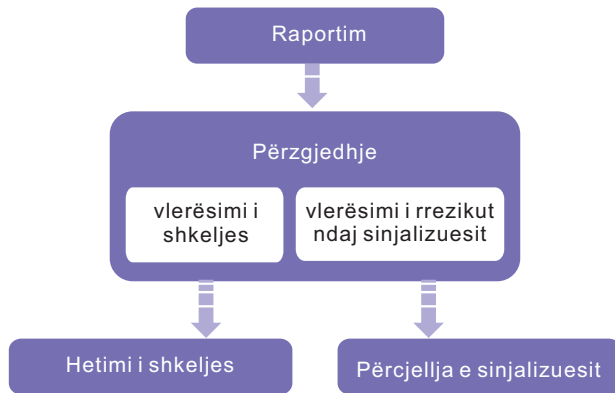 Raportim
Përzgjedhje
vlerësimi i
shkeljes
vlerësimi i rrezikut
ndaj sinjalizuesit
Hetimi i shkeljes
Përcjellja e sinjalizuesit